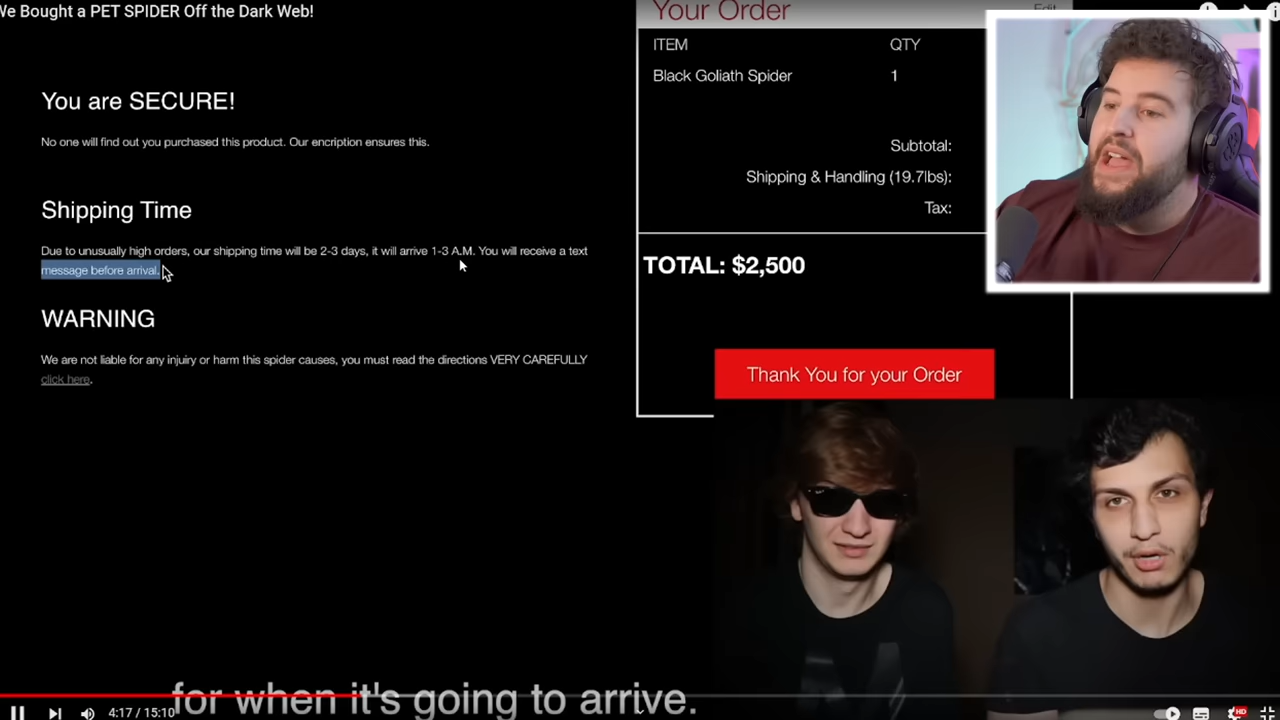 We Bought a PET SPIDER Off the Dark Web!
You are SECURE!
No one will find out you purchased this product. Our encription ensures this.
Shipping Time
Due to unusually high orders, our shipping time will be 2-3 days, it will arrive 1-3 A.M. You will receive a text
message before arrival.
WARNING
We are not liable for any injuiry or harm this spider causes, you must read the directions VERY CAREFULLY
click here.
Your Order
Edit
ITEM QTY
Black Goliath Spider 1
Subtotal:
Shipping & Handling (19.7lbs):
Tax:
TOTAL: $2,500
Thank You for your Order
for when it's going to arrive.
4:17 / 15:10
HD